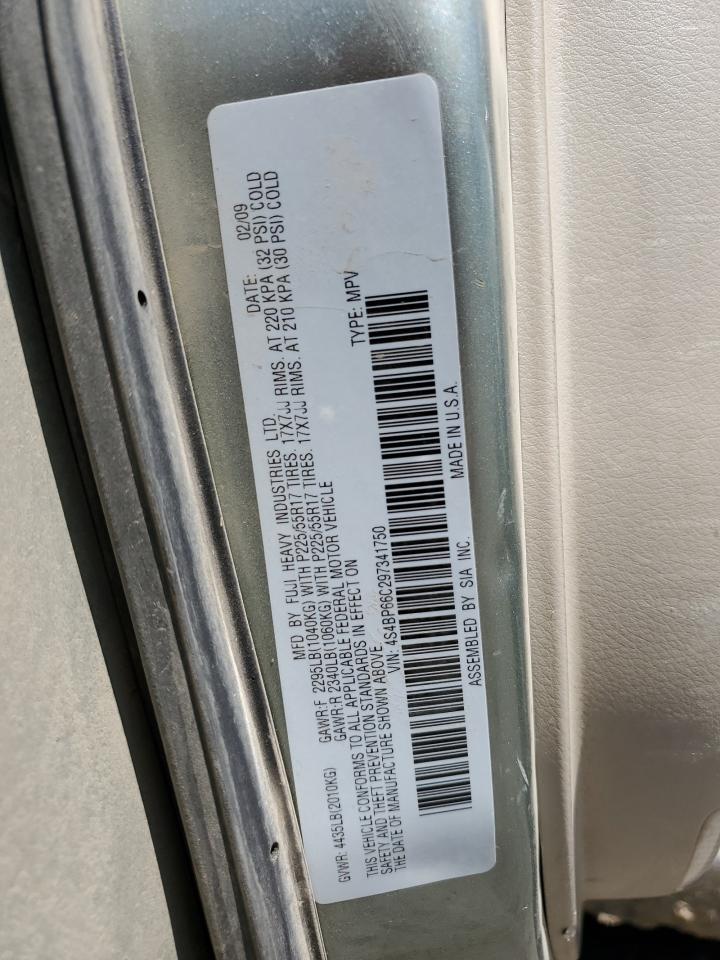 MFD BY FUJI HEAVY INDUSTRIES LTD. DATE: 02/09
GVWR: 4435LB(2010KG) GAWR:F 2295LB(1040KG) WITH P225/55R17 TIRES. 17X7JJ RIMS. AT 220 KPA (32 PSI) COLD
GAWR:R 2340LB(1060KG) WITH P225/55R17 TIRES. 17X7JJ RIMS. AT 210 KPA (30 PSI) COLD
THIS VEHICLE CONFORMS TO ALL APPLICABLE FEDERAL MOTOR VEHICLE
SAFETY AND THEFT PREVENTION STANDARDS IN EFFECT ON
THE DATE OF MANUFACTURE SHOWN ABOVE.
VIN: 4S4BP66C297341750 TYPE: MPV
ASSEMBLED BY SIA INC. MADE IN U.S.A.